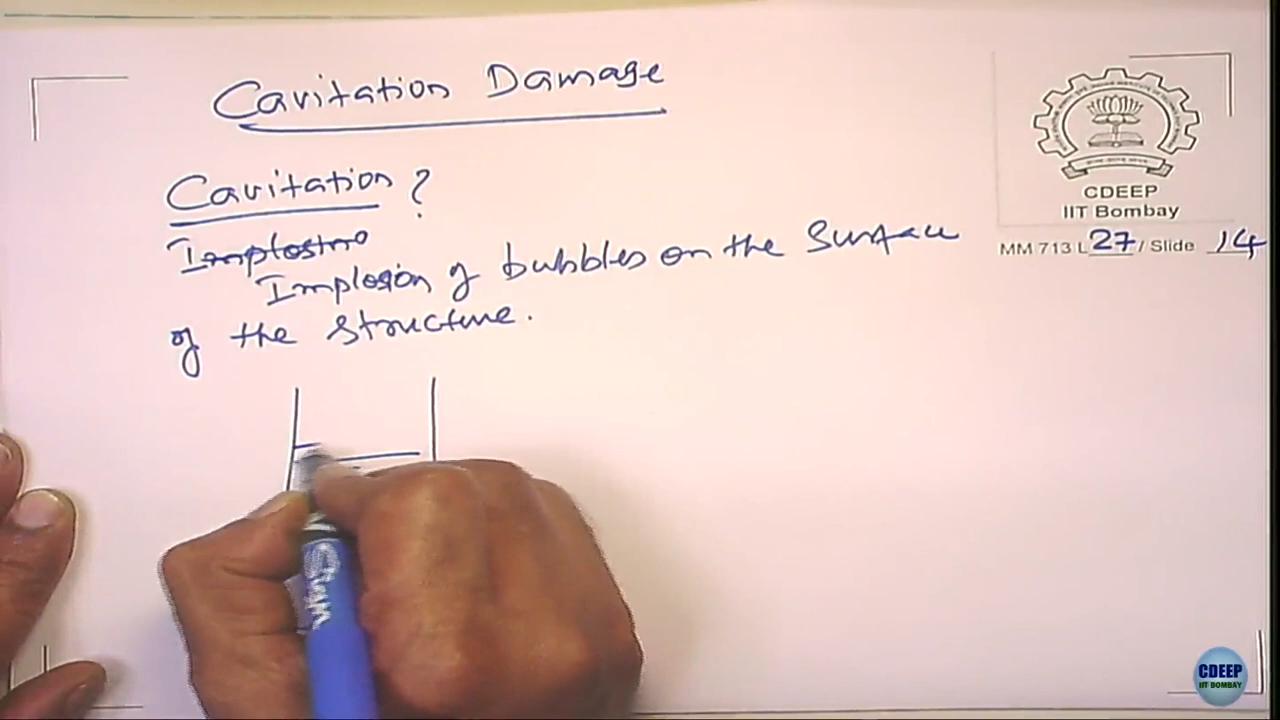 Cavitation Damage
Cavitation ?
Implosino
Implosion of bubbles on the surface
of the structure.
CDEEP
IIT Bombay
MM 713 L 27 / Slide 14
CDEEP
IIT BOMBAY